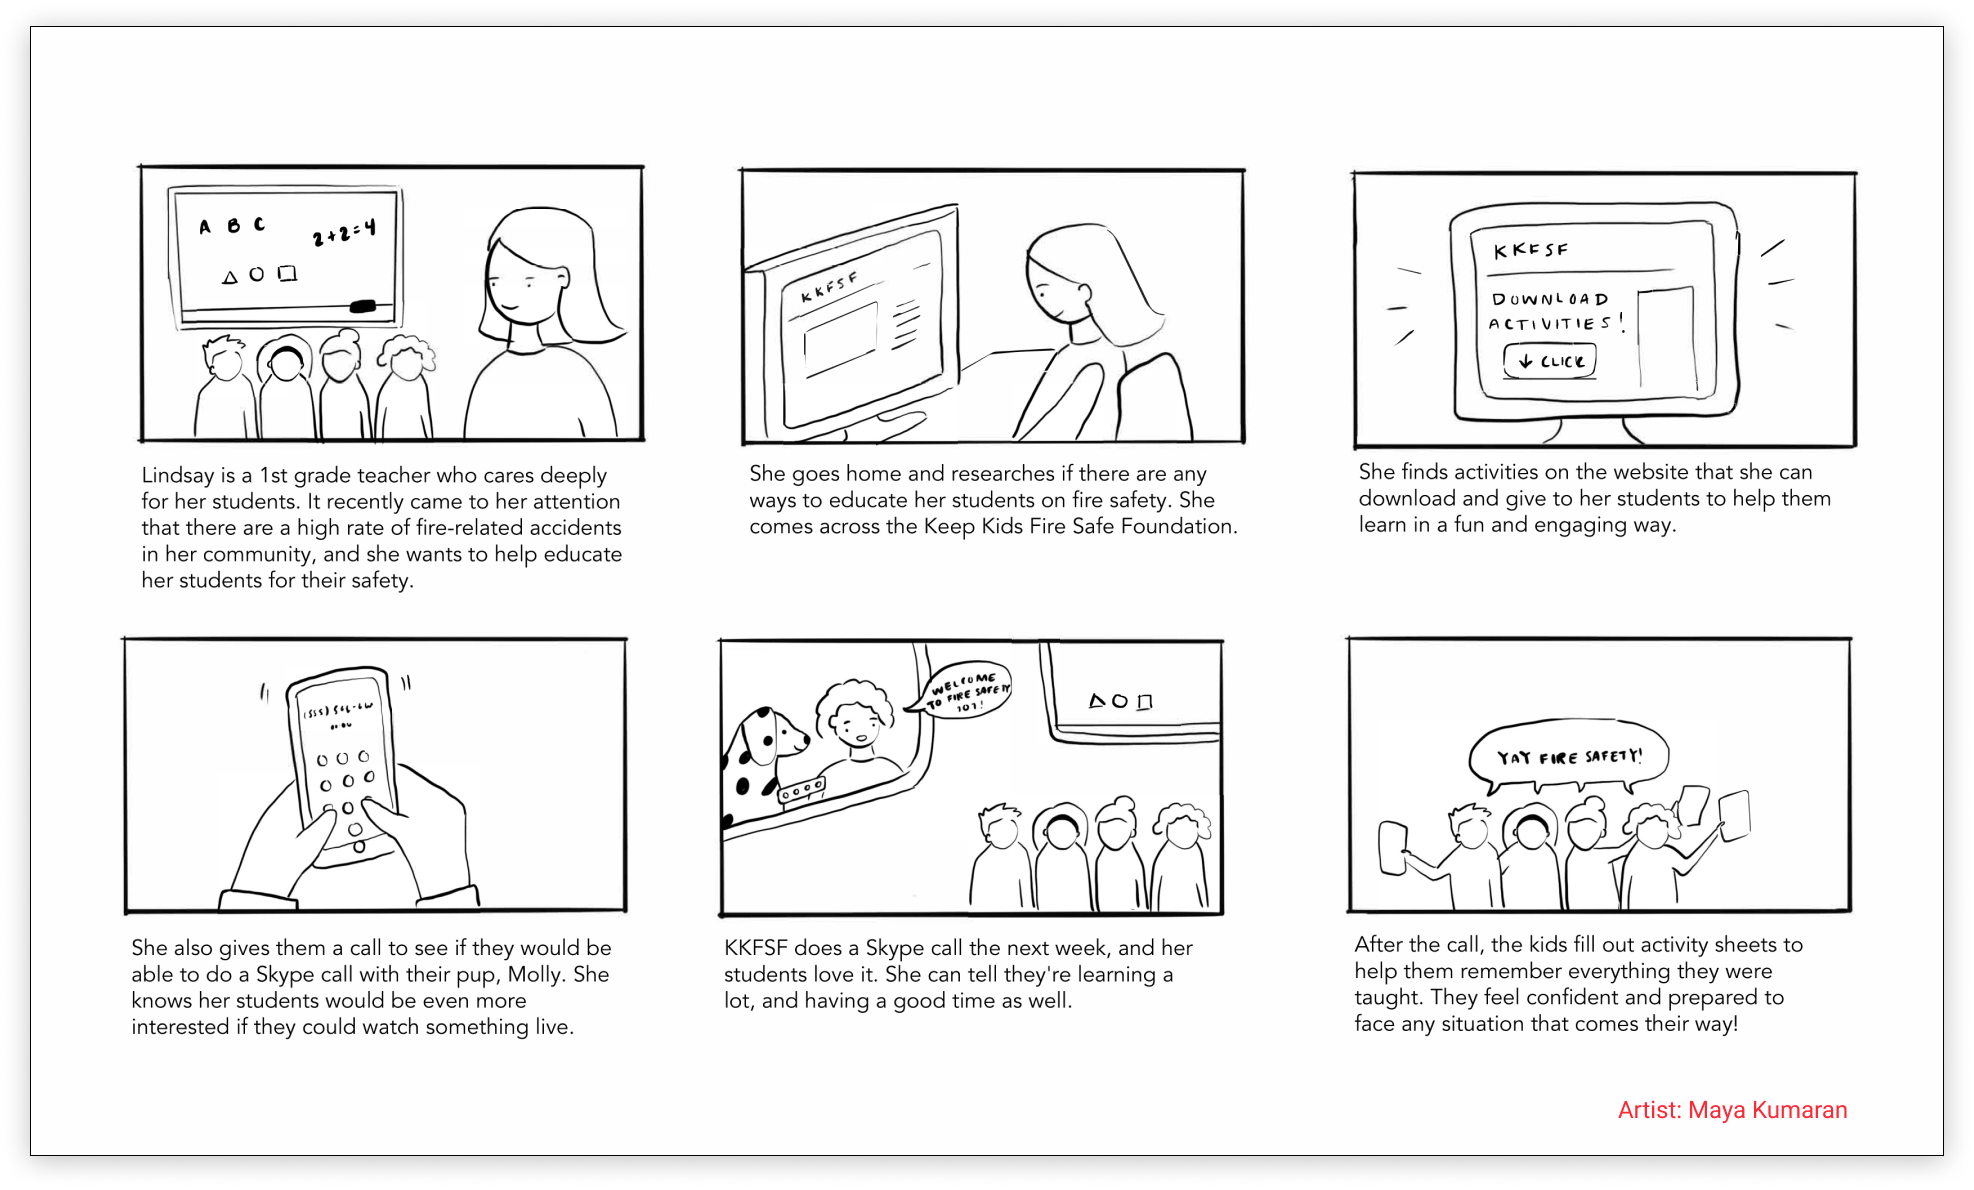 A B C
2+2=4
Lindsay is a 1st grade teacher who cares deeply
for her students. It recently came to her attention
that there are a high rate of fire-related accidents
in her community, and she wants to help educate
her students for their safety.
KKFSF
She goes home and researches if there are any
ways to educate her students on fire safety. She
comes across the Keep Kids Fire Safe Foundation.
KKFSF
DOWNLOAD
ACTIVITIES!
CLICK
She finds activities on the website that she can
download and give to her students to help them
learn in a fun and engaging way.
She also gives them a call to see if they would be
able to do a Skype call with their pup, Molly. She
knows her students would be even more
interested if they could watch something live.
WELCOME
TO FIRE SAFETY
101!
KKFSF does a Skype call the next week, and her
students love it. She can tell they're learning a
lot, and having a good time as well.
YAY FIRE SAFETY!
After the call, the kids fill out activity sheets to
help them remember everything they were
taught. They feel confident and prepared to
face any situation that comes their way!
Artist: Maya Kumaran